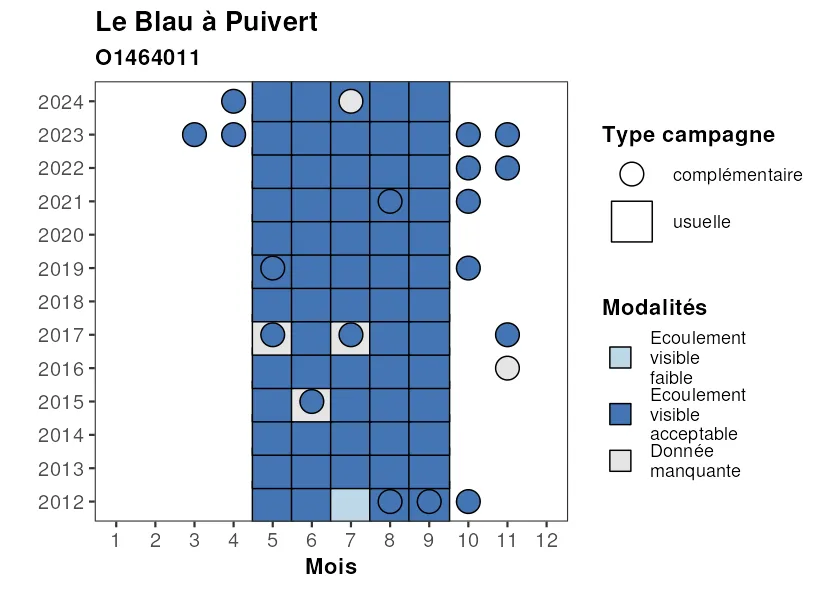 Le Blau à Puivert
O1464011
2024
2023
2022
2021
2020
2019
2018
2017
2016
2015
2014
2013
2012
1 2 3 4 5 6 7 8 9 10 11 12
Mois
Type campagne
complémentaire
usuelle
Modalités
Ecoulement
visible
faible
Ecoulement
visible
acceptable
Donnée
manquante